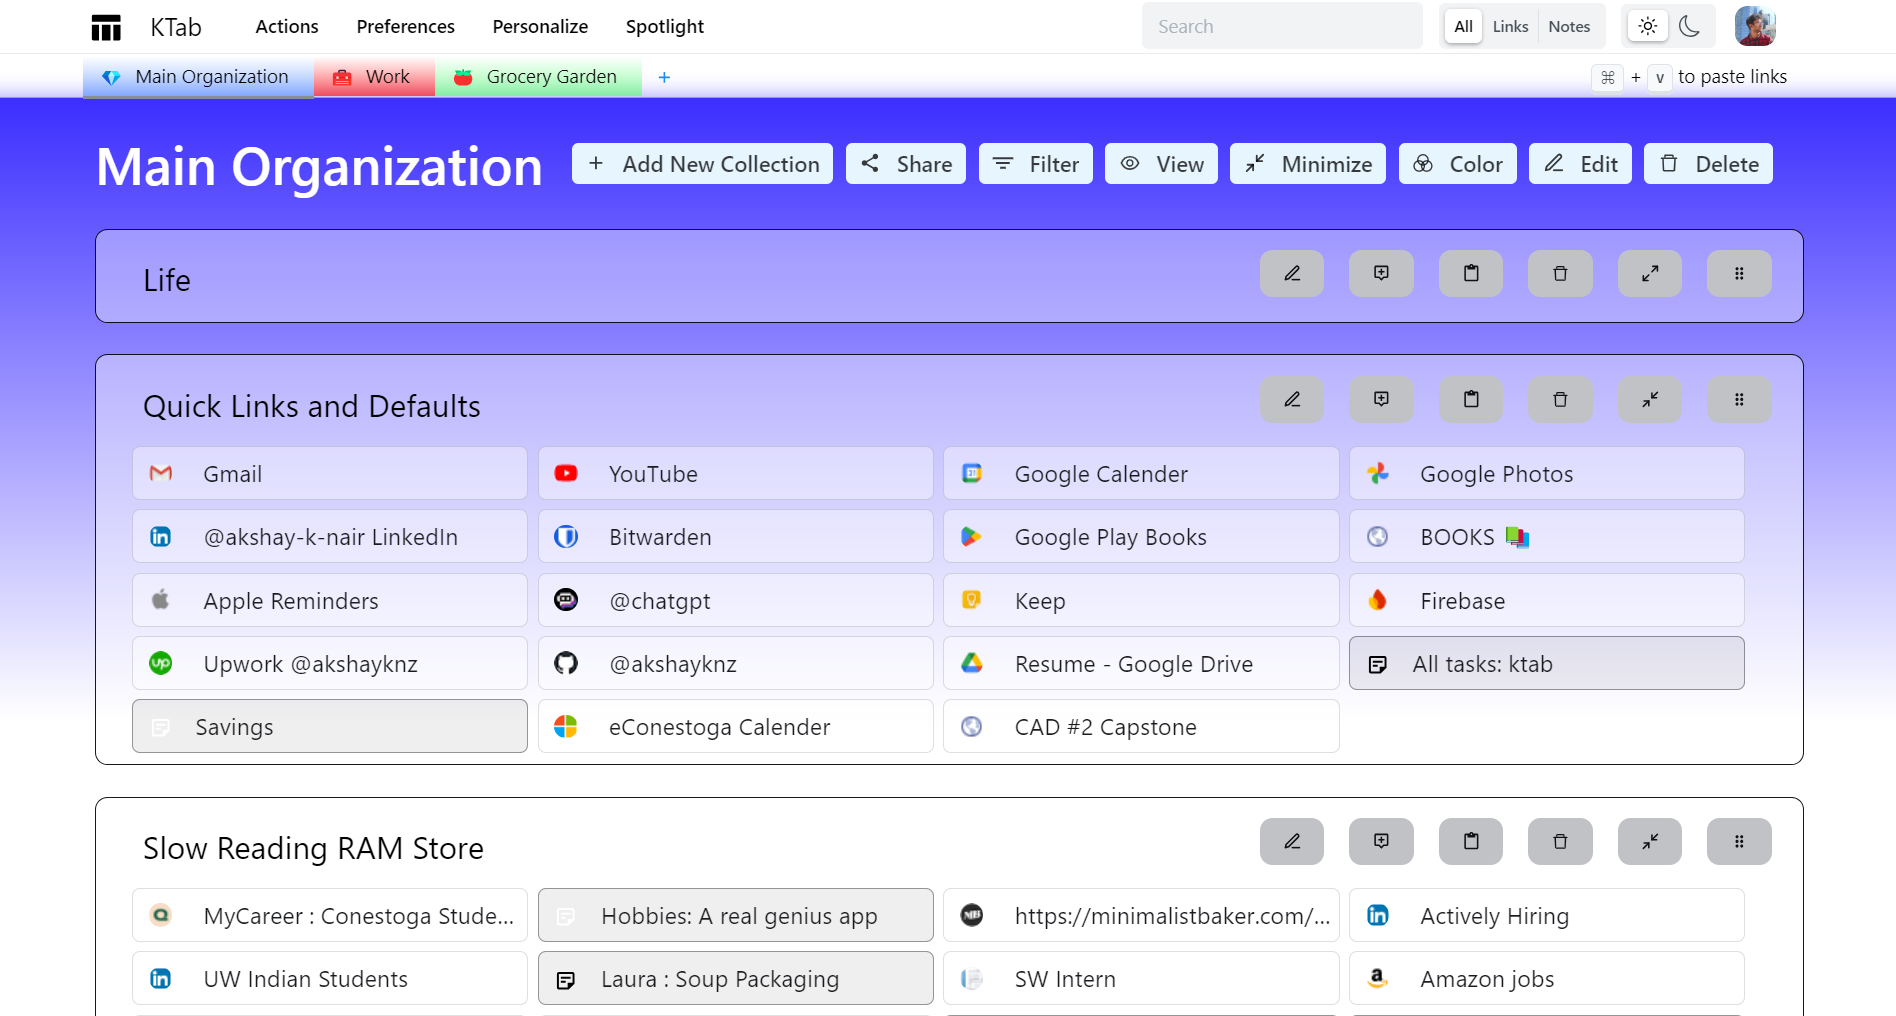 KTab Actions Preferences Personalize Spotlight Search All Links Notes
Main Organization Work Grocery Garden + ⌘ + v to paste links
Main Organization + Add New Collection Share Filter View Minimize Color Edit Delete
Life
Quick Links and Defaults
Gmail YouTube Google Calender Google Photos
@akshay-k-nair LinkedIn Bitwarden Google Play Books BOOKS 📚
Apple Reminders @chatgpt Keep Firebase
Upwork @akshayknz @akshayknz Resume - Google Drive All tasks: ktab
Savings eConestoga Calender CAD #2 Capstone
Slow Reading RAM Store
MyCareer : Conestoga Stude... Hobbies: A real genius app https://minimalistbaker.com/... Actively Hiring
UW Indian Students Laura : Soup Packaging SW Intern Amazon jobs